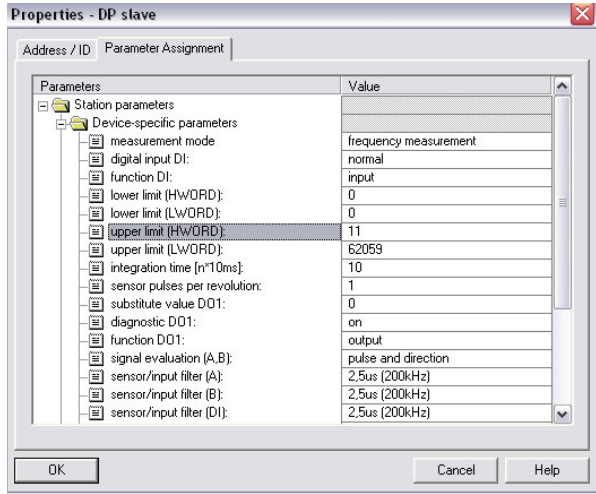 Properties - DP slave
Address / ID Parameter Assignment
Parameters Value
Station parameters
Device-specific parameters
measurement mode frequency measurement
digital input DI: normal
function DI: input
lower limit (HWORD): 0
lower limit (LWORD): 0
upper limit (HWORD): 11
upper limit (LWORD): 62059
integration time [n*10ms]: 10
sensor pulses per revolution: 1
substitute value DO1: 0
diagnostic DO1: on
function DO1: output
signal evaluation (A,B): pulse and direction
sensor/input filter (A): 2,5us (200kHz)
sensor/input filter (B): 2,5us (200kHz)
sensor/input filter (DI): 2,5us (200kHz)
OK Cancel Help